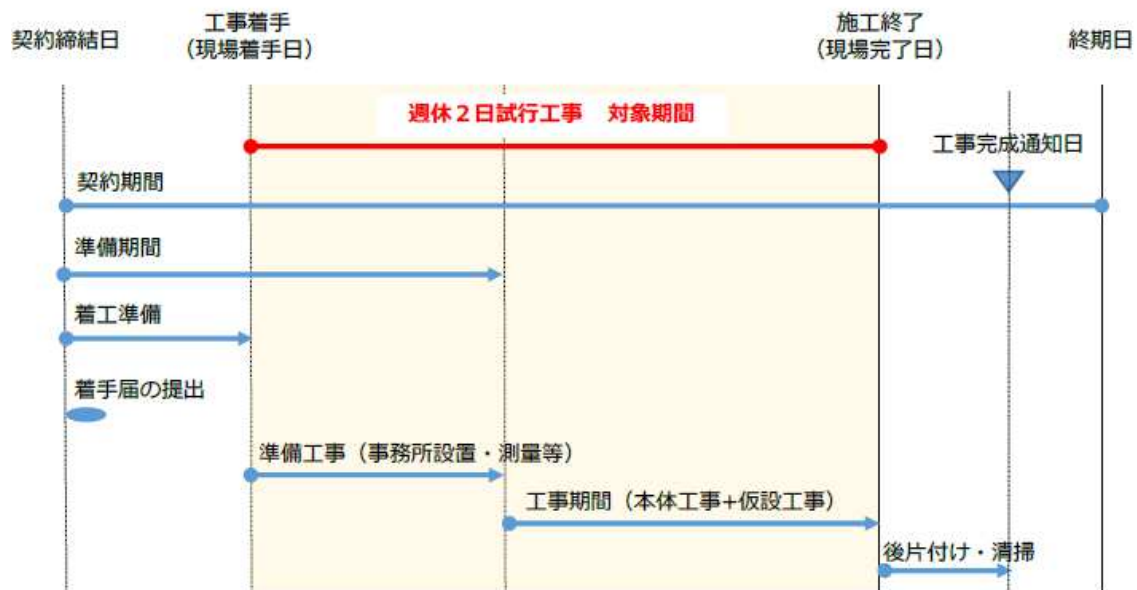 契約締結日
工事着手
（現場着手日）
施工終了
（現場完了日）
終期日
週休２日試行工事　対象期間
工事完成通知日
契約期間
準備期間
着工準備
着手届の提出
準備工事（事務所設置・測量等）
工事期間（本体工事+仮設工事）
後片付け・清掃